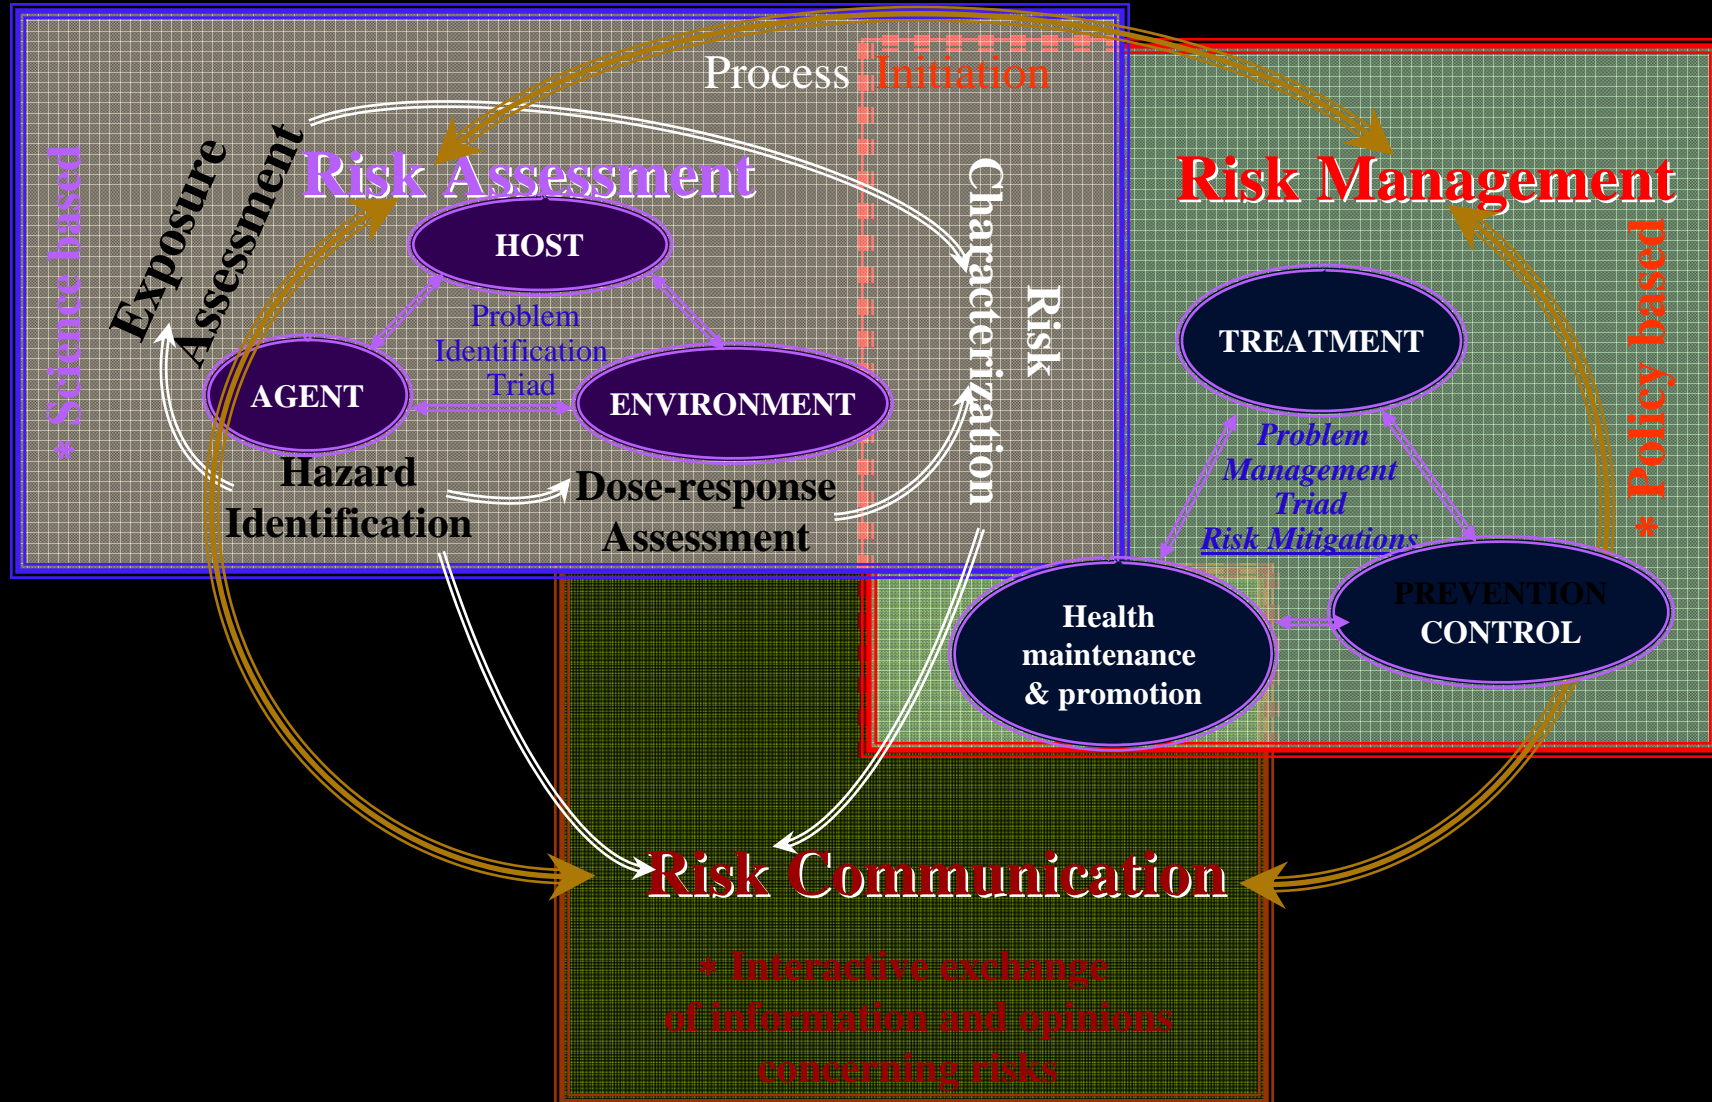 Process Initiation
Risk Assessment
Risk Management
* Science based
Exposure
Assessment
HOST
Problem
Identification
Triad
AGENT
ENVIRONMENT
Hazard
Identification
Dose-response
Assessment
Risk
Characterization
* Policy based
TREATMENT
Problem
Management
Triad
Risk Mitigations
Health
maintenance
& promotion
PREVENTION
CONTROL
Risk Communication
* Interactive exchange
of information and opinions
concerning risks